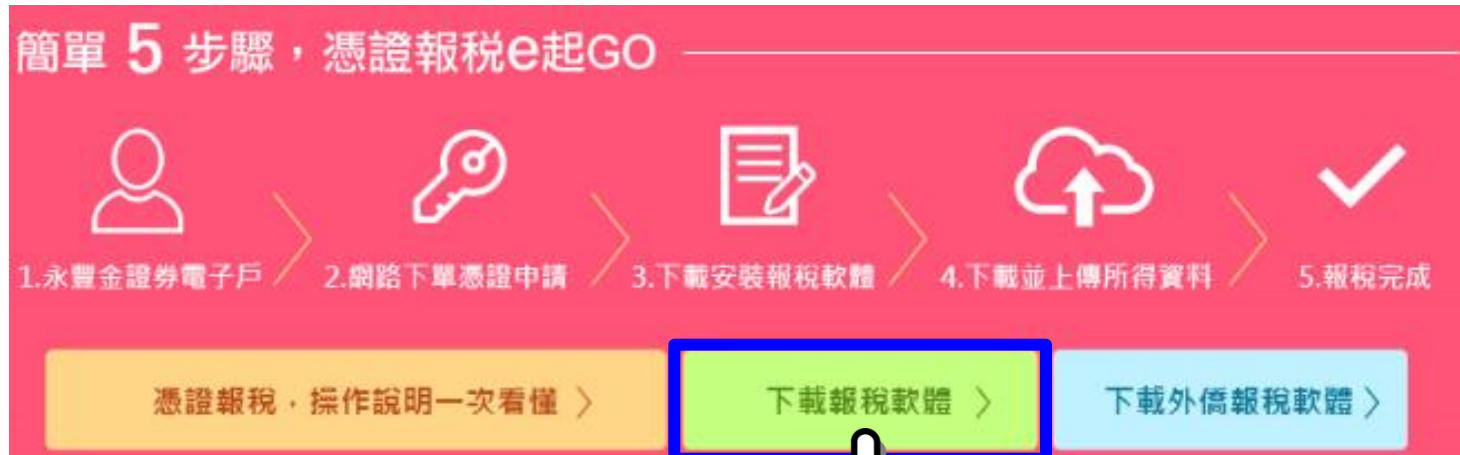 簡單 5 步驟，憑證報稅e起GO
1.永豐金證券電子戶
2.網路下單憑證申請
3.下載安裝報稅軟體
4.下載並上傳所得資料
5.報稅完成
憑證報稅，操作說明一次看懂 〉
下載報稅軟體 〉
下載外僑報稅軟體 〉